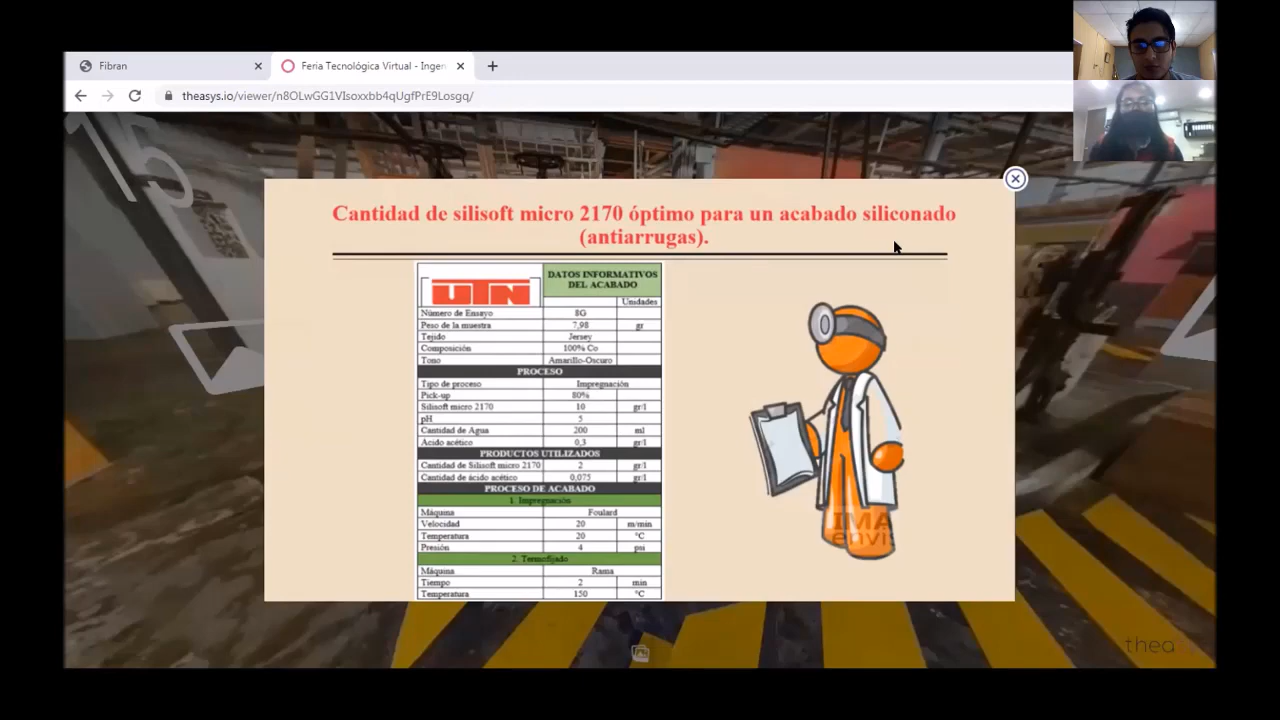 Fibran
Feria Tecnológica Virtual - Inger
theasys.io/viewer/n8OLwGG1VIsoxxbb4qUgfPrE9Losgq/
15
Cantidad de silisoft micro 2170 óptimo para un acabado siliconado
(antiarrugas).
UTN
DATOS INFORMATIVOS
DEL ACABADO
Unidades
Número de Ensayo 8G
Peso de la muestra 7,98 gr
Tejido Jersey
Composición 100% Co
Tono Amarillo-Oscuro
PROCESO
Tipo de proceso Impregnación
Pick-up 80%
Silisoft micro 2170 10 gr/l
pH 5
Cantidad de Agua 200 ml
Acido acético 0,3 gr/l
PRODUCTOS UTILIZADOS
Cantidad de Silisoft micro 2170 2 gr/l
Cantidad de ácido acético 0,075 gr/l
PROCESO DE ACABADO
1. Impregnación
Máquina Foulard
Velocidad 20 m/min
Temperatura 20 °C
Presión 4 psi
2. Termofijado
Máquina Rama
Tiempo 2 min
Temperatura 150 °C
IMA
envis
thea